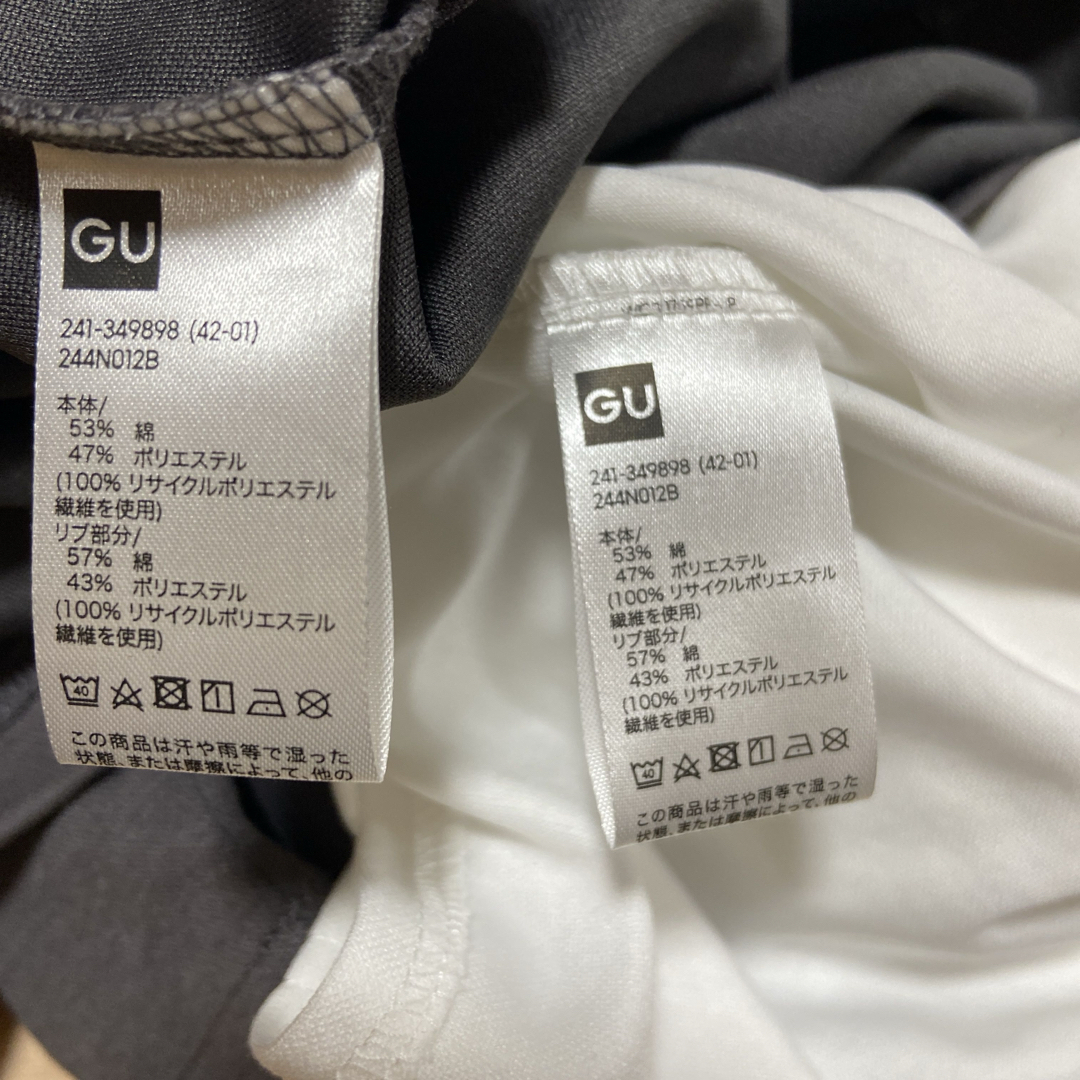 GU
241-349898 (42-01)
244N012B
本体/
53% 綿
47% ポリエステル
(100% リサイクルポリエステル
繊維を使用)
リブ部分/
57% 綿
43% ポリエステル
(100% リサイクルポリエステル
繊維を使用)
40
この商品は汗や雨等で湿った
状態、または摩擦によって、他の
GU
241-349898 (42-01)
244N012B
本体/
53% 綿
47% ポリエステル
(100% リサイクルポリエステル
繊維を使用)
リブ部分/
57% 綿
43% ポリエステル
(100% リサイクルポリエステル
繊維を使用)
40
この商品は汗や雨等で湿った
状態、または摩擦によって、他の